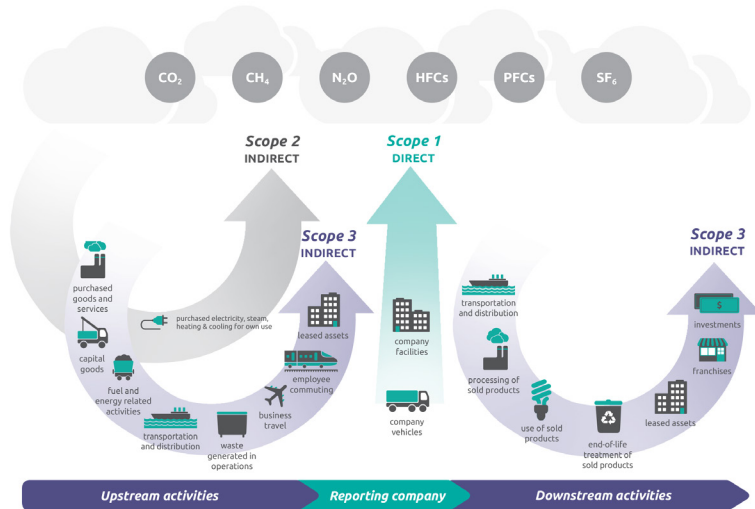 CO₂
CH₄
N₂O
HFCs
PFCs
SF₆
Scope 2
INDIRECT
Scope 1
DIRECT
Scope 3
INDIRECT
Scope 3
INDIRECT
purchased
goods and
services
capital
goods
fuel and
energy related
activities
purchased electricity, steam,
heating & cooling for own use
transportation
and distribution
waste
generated in
operations
business
travel
employee
commuting
leased assets
company
facilities
company
vehicles
transportation
and distribution
processing of
sold products
use of sold
products
end-of-life
treatment of
sold products
leased assets
franchises
investments
$
Upstream activities
Reporting company
Downstream activities